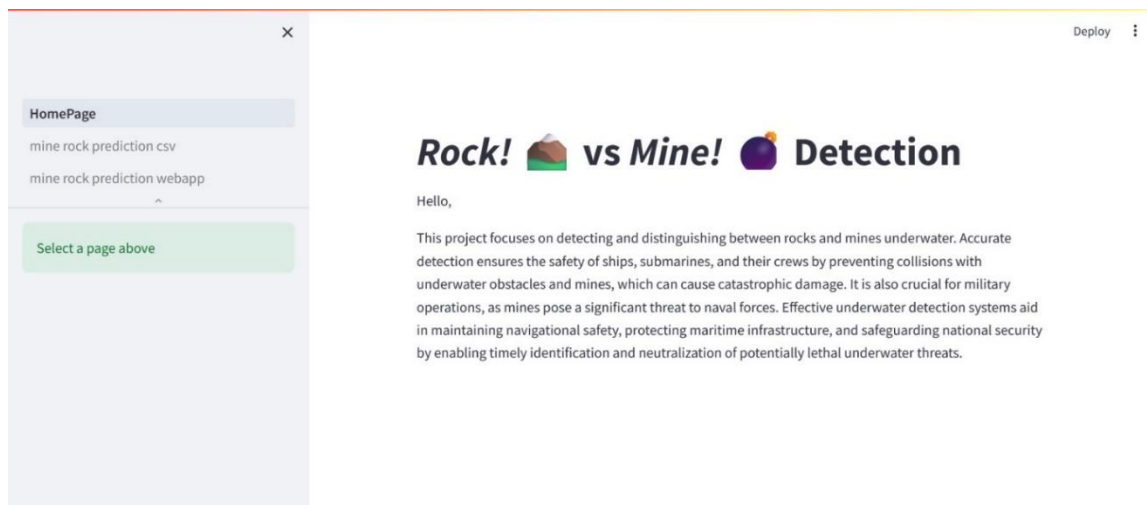 Deploy
HomePage
mine rock prediction csv
mine rock prediction webapp
Select a page above
Rock! vs Mine! Detection
Hello,
This project focuses on detecting and distinguishing between rocks and mines underwater. Accurate
detection ensures the safety of ships, submarines, and their crews by preventing collisions with
underwater obstacles and mines, which can cause catastrophic damage. It is also crucial for military
operations, as mines pose a significant threat to naval forces. Effective underwater detection systems aid
in maintaining navigational safety, protecting maritime infrastructure, and safeguarding national security
by enabling timely identification and neutralization of potentially lethal underwater threats.